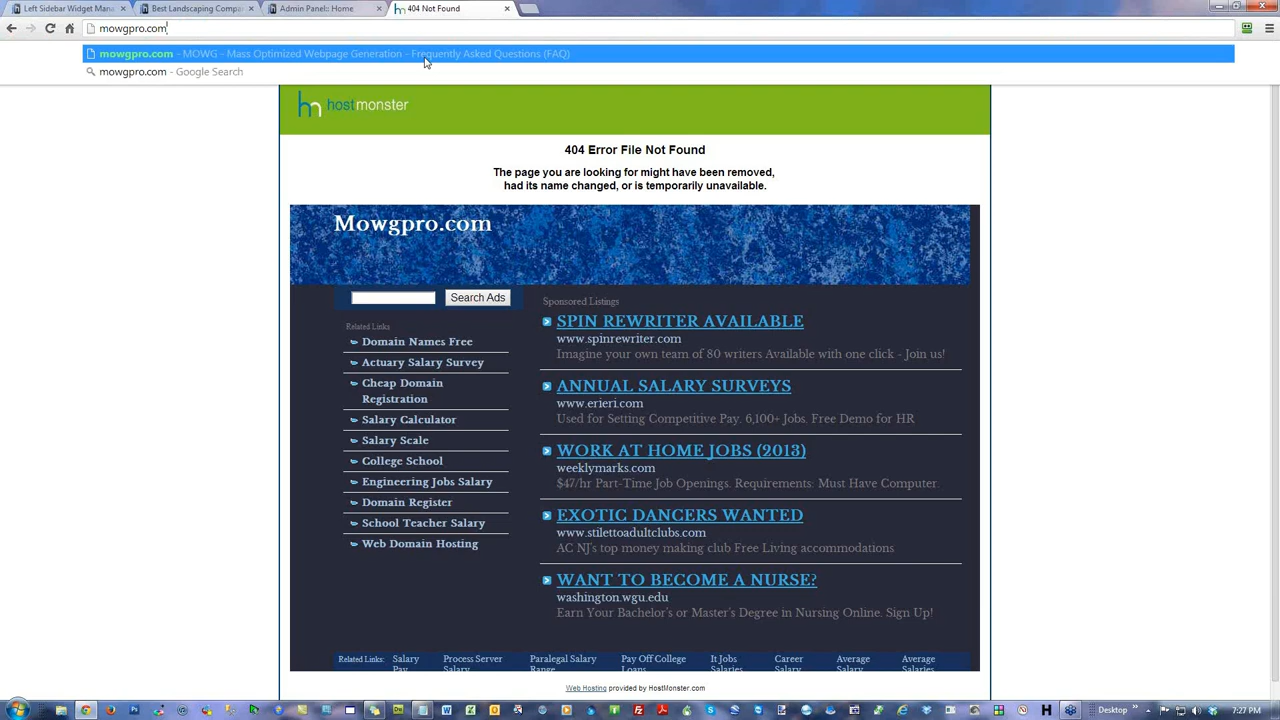 Left Sidebar Widget Man
Best Landscaping Compa
Admin Panel:: Home
404 Not Found
mowgpro.com
mowgpro.com - MOWG - Mass Optimized Webpage Generation - Frequently Asked Questions (FAQ)
mowgpro.com - Google Search
hn hostmonster
404 Error File Not Found
The page you are looking for might have been removed,
had its name changed, or is temporarily unavailable.
Mowgpro.com
Search Ads
Related Links
Domain Names Free
Actuary Salary Survey
Cheap Domain
Registration
Salary Calculator
Salary Scale
College School
Engineering Jobs Salary
Domain Register
School Teacher Salary
Web Domain Hosting
Sponsored Listings
SPIN REWRITER AVAILABLE
www.spinrewriter.com
Imagine your own team of 80 writers Available with one click - Join us!
ANNUAL SALARY SURVEYS
www.erieri.com
Used for Setting Competitive Pay. 6,100+ Jobs. Free Demo for HR
WORK AT HOME JOBS (2013)
weeklymarks.com
$47/hr Part-Time Job Openings. Requirements: Must Have Computer.
EXOTIC DANCERS WANTED
www.stilettoadultclubs.com
AC NJ's top money making club Free Living accommodations
WANT TO BECOME A NURSE?
washington.wgu.edu
Earn Your Bachelor's or Master's Degree in Nursing Online. Sign Up!
Related Links: Salary Process Server Paralegal Salary Pay Off College It Jobs Career Average Average
Pay Salary Range Loans Salaries Salary Salary Salaries
Web Hosting provided by HostMonster.com
Desktop
7:27 PM